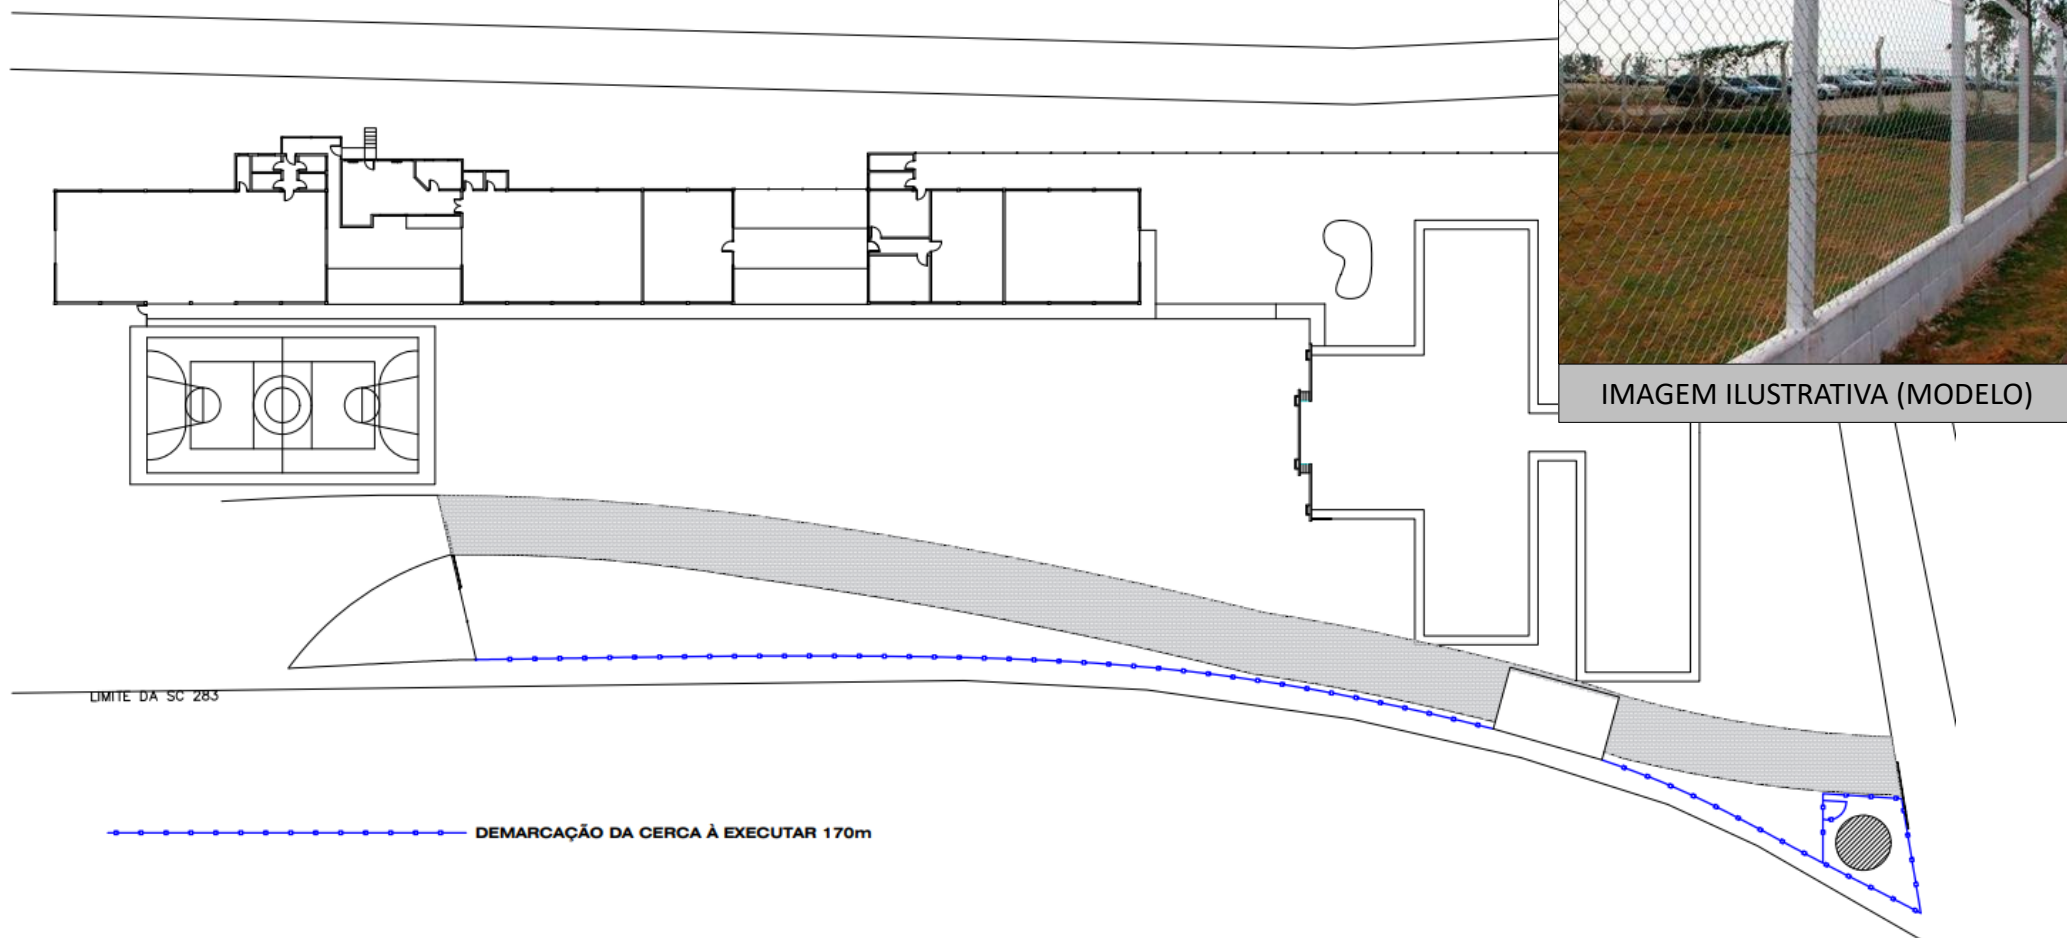 IMAGEM ILUSTRATIVA (MODELO)
LIMITE DA SC 283
DEMARCAÇÃO DA CERCA À EXECUTAR 170m